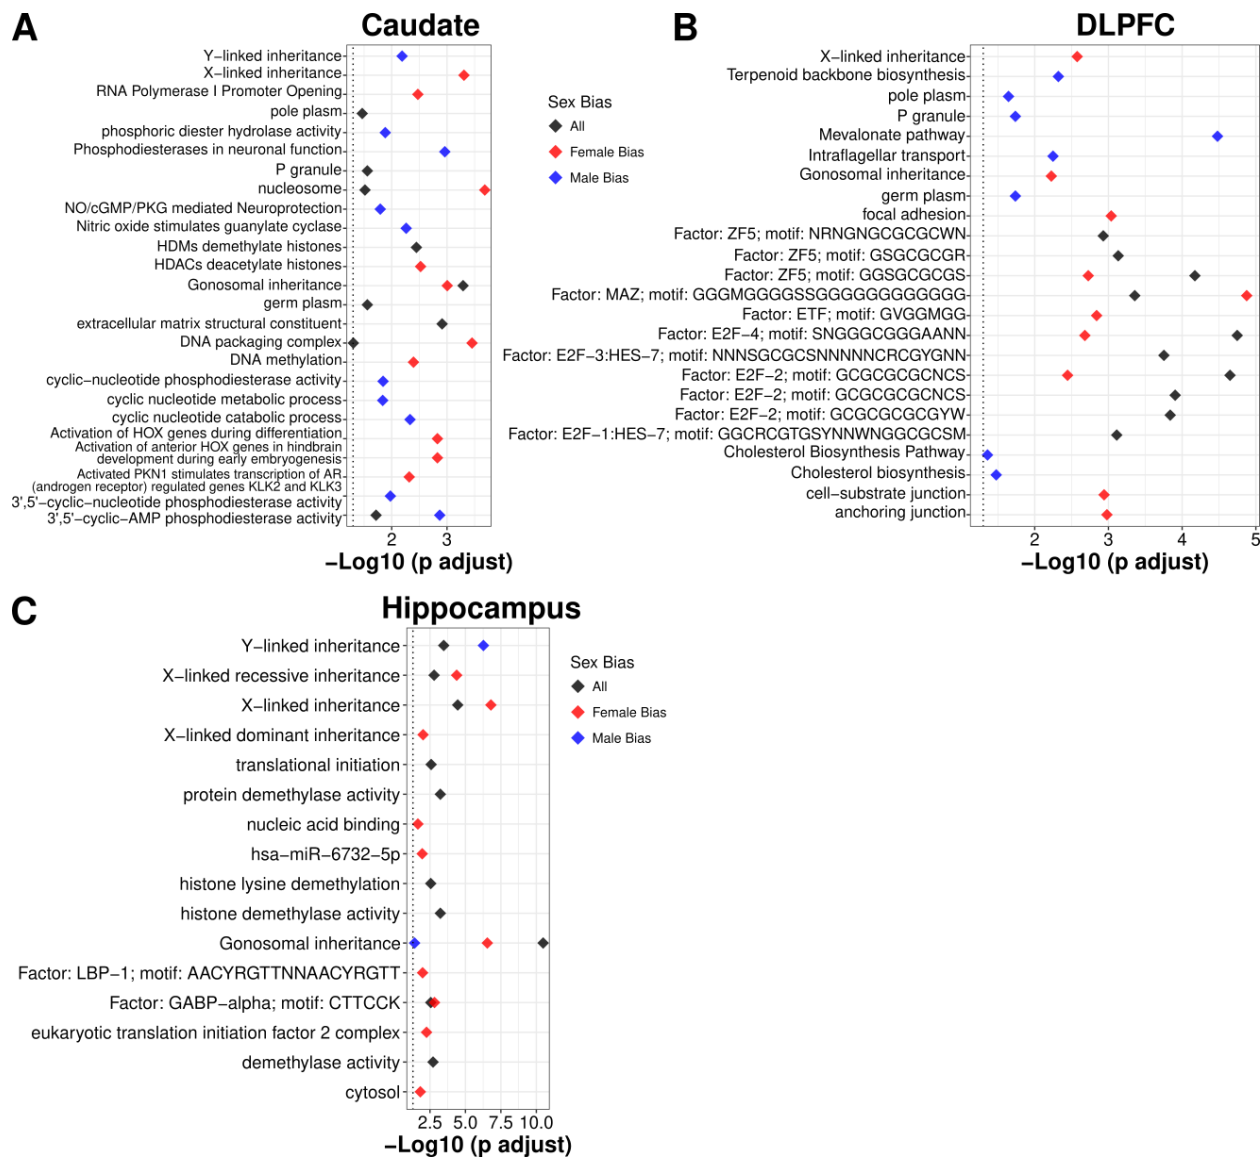 A
Caudate
Y-linked inheritance
X-linked inheritance
RNA Polymerase I Promoter Opening
pole plasm
phosphoric diester hydrolase activity
Phosphodiesterases in neuronal function
P granule
nucleosome
NO/cGMP/PKG mediated Neuroprotection
Nitric oxide stimulates guanylate cyclase
HDMs demethylate histones
HDACs deacetylate histones
Gonosomal inheritance
germ plasm
extracellular matrix structural constituent
DNA packaging complex
DNA methylation
cyclic-nucleotide phosphodiesterase activity
cyclic nucleotide metabolic process
cyclic nucleotide catabolic process
Activation of HOX genes during differentiation
Activation of anterior HOX genes in hindbrain
development during early embryogenesis
Activated PKN1 stimulates transcription of AR
(androgen receptor) regulated genes KLK2 and KLK3
3',5'-cyclic-nucleotide phosphodiesterase activity
3',5'-cyclic-AMP phosphodiesterase activity
2 3
-Log10 (p adjust)
Sex Bias
All
Female Bias
Male Bias
B
DLPFC
X-linked inheritance
Terpenoid backbone biosynthesis
pole plasm
P granule
Mevalonate pathway
Intraflagellar transport
Gonosomal inheritance
germ plasm
focal adhesion
Factor: ZF5; motif: NRNGNGCGCGCWN
Factor: ZF5; motif: GSGCGCGR
Factor: ZF5; motif: GGSGCGCGS
Factor: MAZ; motif: GGGMGGGGSSGGGGGGGGGGGGG
Factor: ETF; motif: GVGGMGG
Factor: E2F-4; motif: SNGGGCGGGAANN
Factor: E2F-3:HES-7; motif: NNNSGCGCSNNNNNCRCGYGNN
Factor: E2F-2; motif: GCGCGCGCNCS
Factor: E2F-2; motif: GCGCGCGCNCS
Factor: E2F-2; motif: GCGCGCGCGYW
Factor: E2F-1:HES-7; motif: GGCRCGTGSYNNWNGGCGCSM
Cholesterol Biosynthesis Pathway
Cholesterol biosynthesis
cell-substrate junction
anchoring junction
2 3 4 5
-Log10 (p adjust)
C
Hippocampus
Y-linked inheritance
X-linked recessive inheritance
X-linked inheritance
X-linked dominant inheritance
translational initiation
protein demethylase activity
nucleic acid binding
hsa-miR-6732-5p
histone lysine demethylation
histone demethylase activity
Gonosomal inheritance
Factor: LBP-1; motif: AACYRGTTNNAACYRGTT
Factor: GABP-alpha; motif: CTTCCK
eukaryotic translation initiation factor 2 complex
demethylase activity
cytosol
2.5 5.0 7.5 10.0
-Log10 (p adjust)
Sex Bias
All
Female Bias
Male Bias